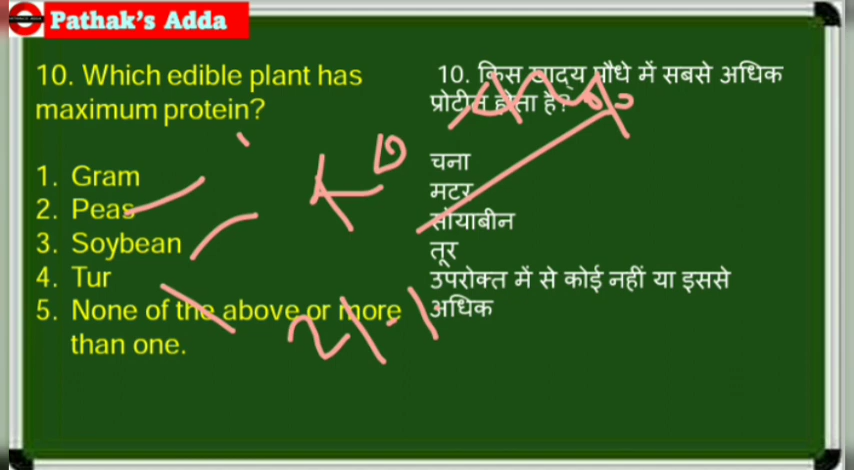 Pathak's Adda
10. Which edible plant has
maximum protein?
1. Gram
2. Peas
3. Soybean
4. Tur
5. None of the above or more
than one.
10. किस खाद्य पौधे में सबसे अधिक
प्रोटीन होता है?
चना
मटर
सोयाबीन
तूर
उपरोक्त में से कोई नहीं या इससे
अधिक